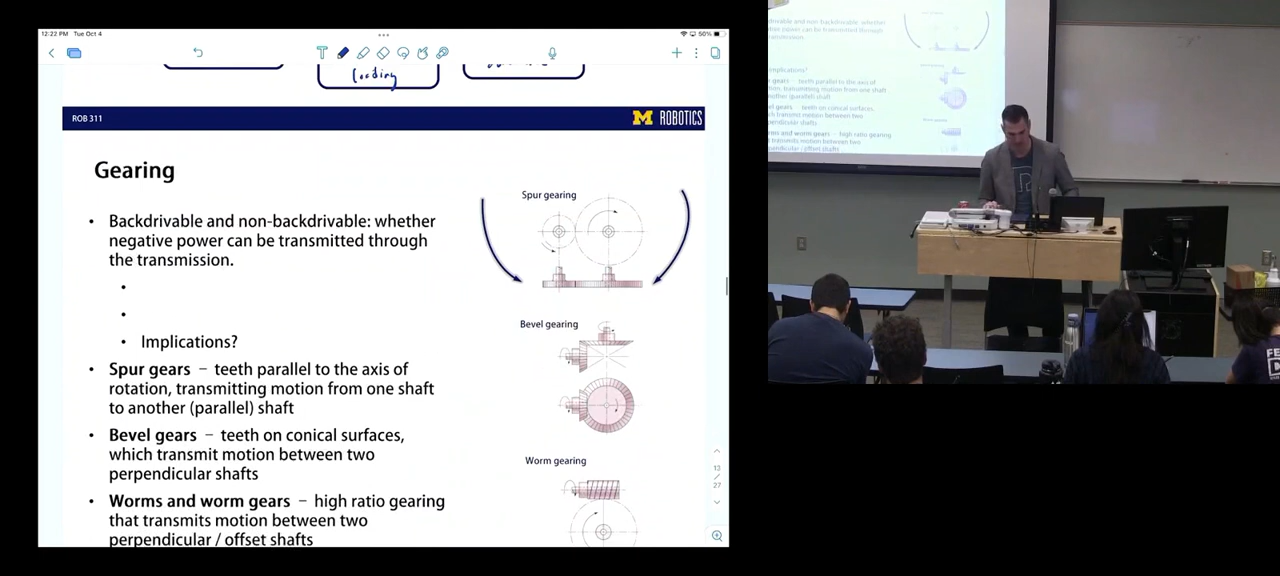 12:22 PM Tue Oct 4
50%
loading
ROB 311
M ROBOTICS
Gearing
• Backdrivable and non-backdrivable: whether
negative power can be transmitted through
the transmission.
•
•
• Implications?
• Spur gears – teeth parallel to the axis of
rotation, transmitting motion from one shaft
to another (parallel) shaft
• Bevel gears – teeth on conical surfaces,
which transmit motion between two
perpendicular shafts
• Worms and worm gears – high ratio gearing
that transmits motion between two
perpendicular / offset shafts
Spur gearing
Bevel gearing
Worm gearing
13
/
27